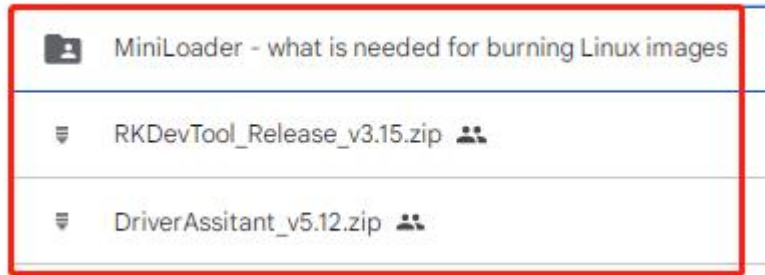 MiniLoader - what is needed for burning Linux images
RKDevTool_Release_v3.15.zip
DriverAssitant_v5.12.zip